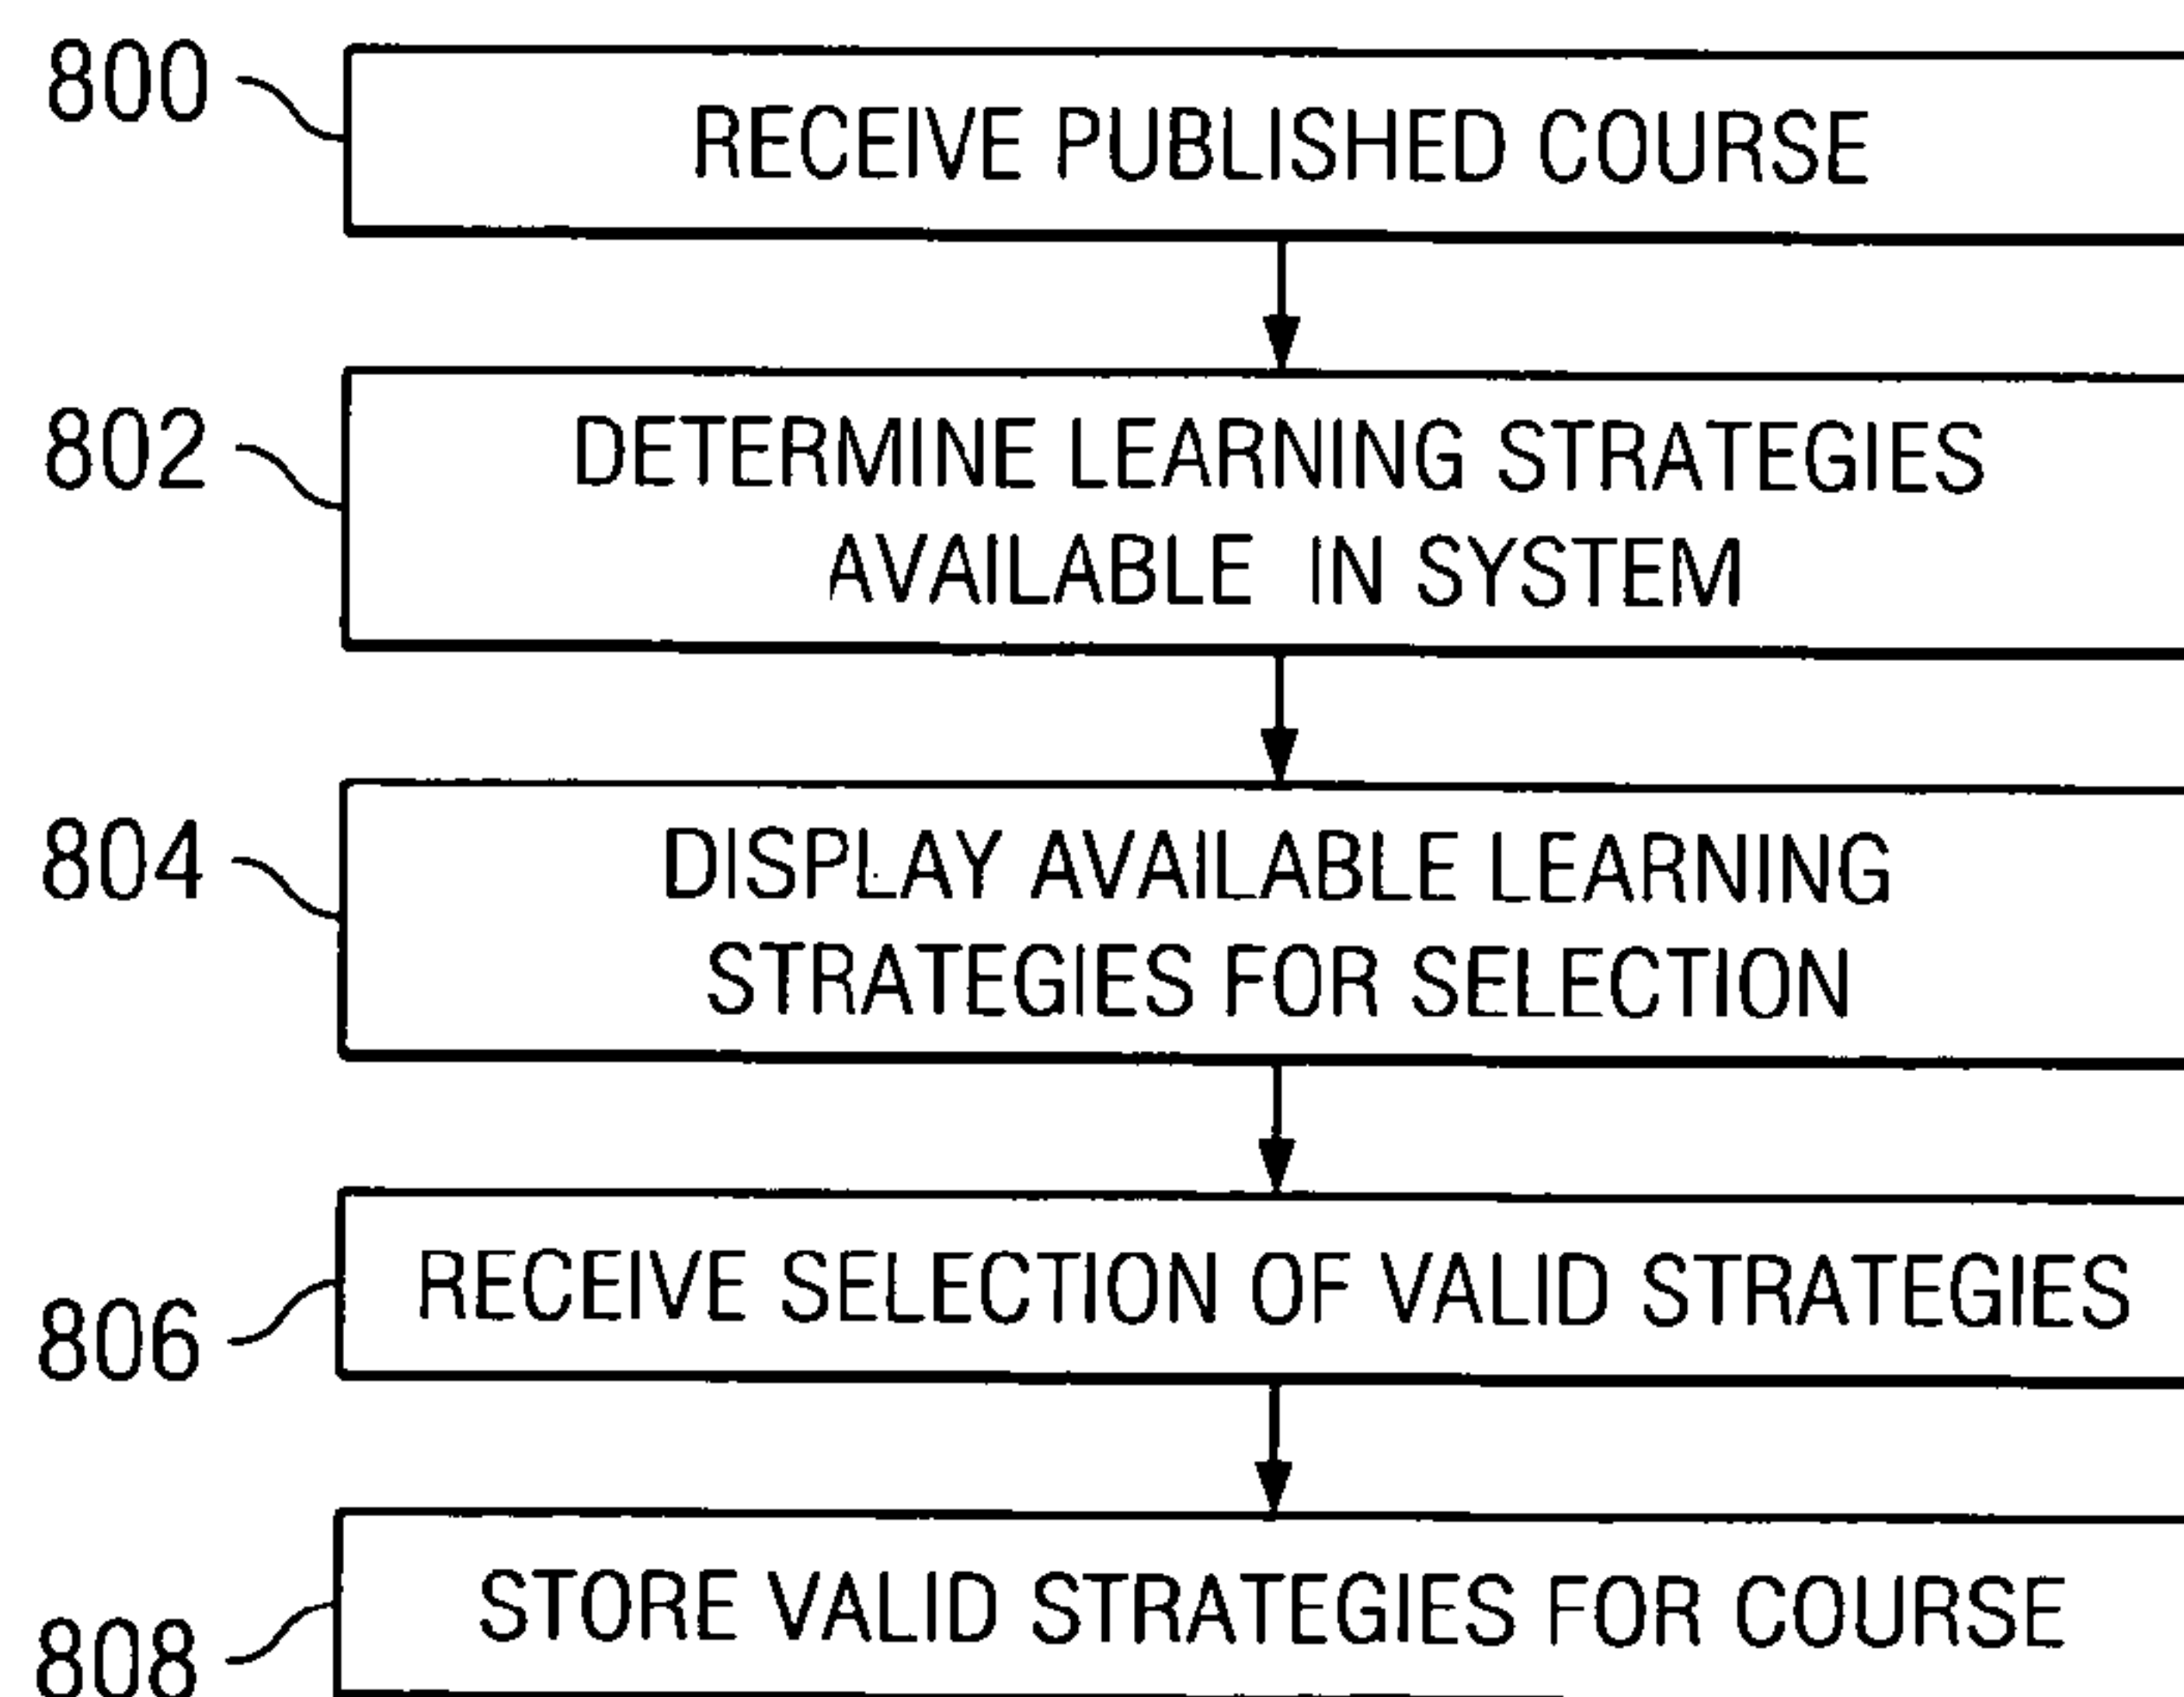 800
RECEIVE PUBLISHED COURSE
802
DETERMINE LEARNING STRATEGIES
AVAILABLE IN SYSTEM
804
DISPLAY AVAILABLE LEARNING
STRATEGIES FOR SELECTION
RECEIVE SELECTION OF VALID STRATEGIES
806
STORE VALID STRATEGIES FOR COURSE
808